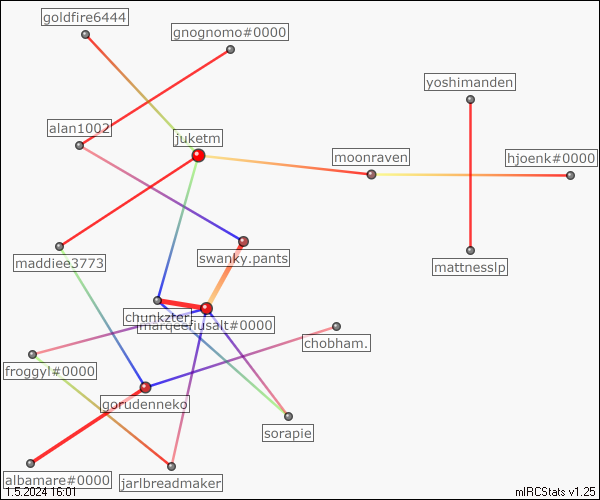 goldfire6444
gnognomo#0000
yoshimanden
alan1002
juketm
moonraven
hjoenk#0000
maddiee3773
swanky.pants
mattnesslp
chunkzter
#0000
chobham.
froggyl#0000
gorudenneko
sorapie
albamare#0000
jarlbreadmaker
1.5.2024 16:01
mIRCStats v1.25